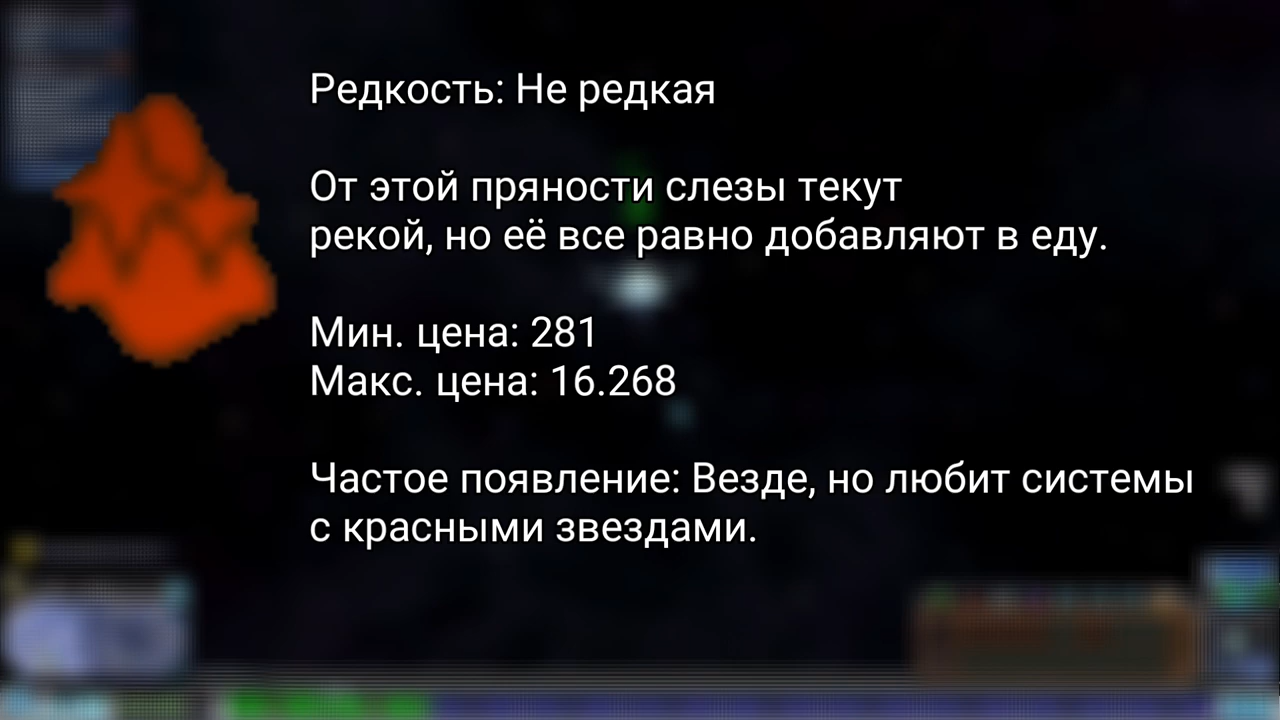 Редкость: Не редкая
От этой пряности слезы текут
рекой, но её все равно добавляют в еду.
Мин. цена: 281
Макс. цена: 16.268
Частое появление: Везде, но любит системы
с красными звездами.